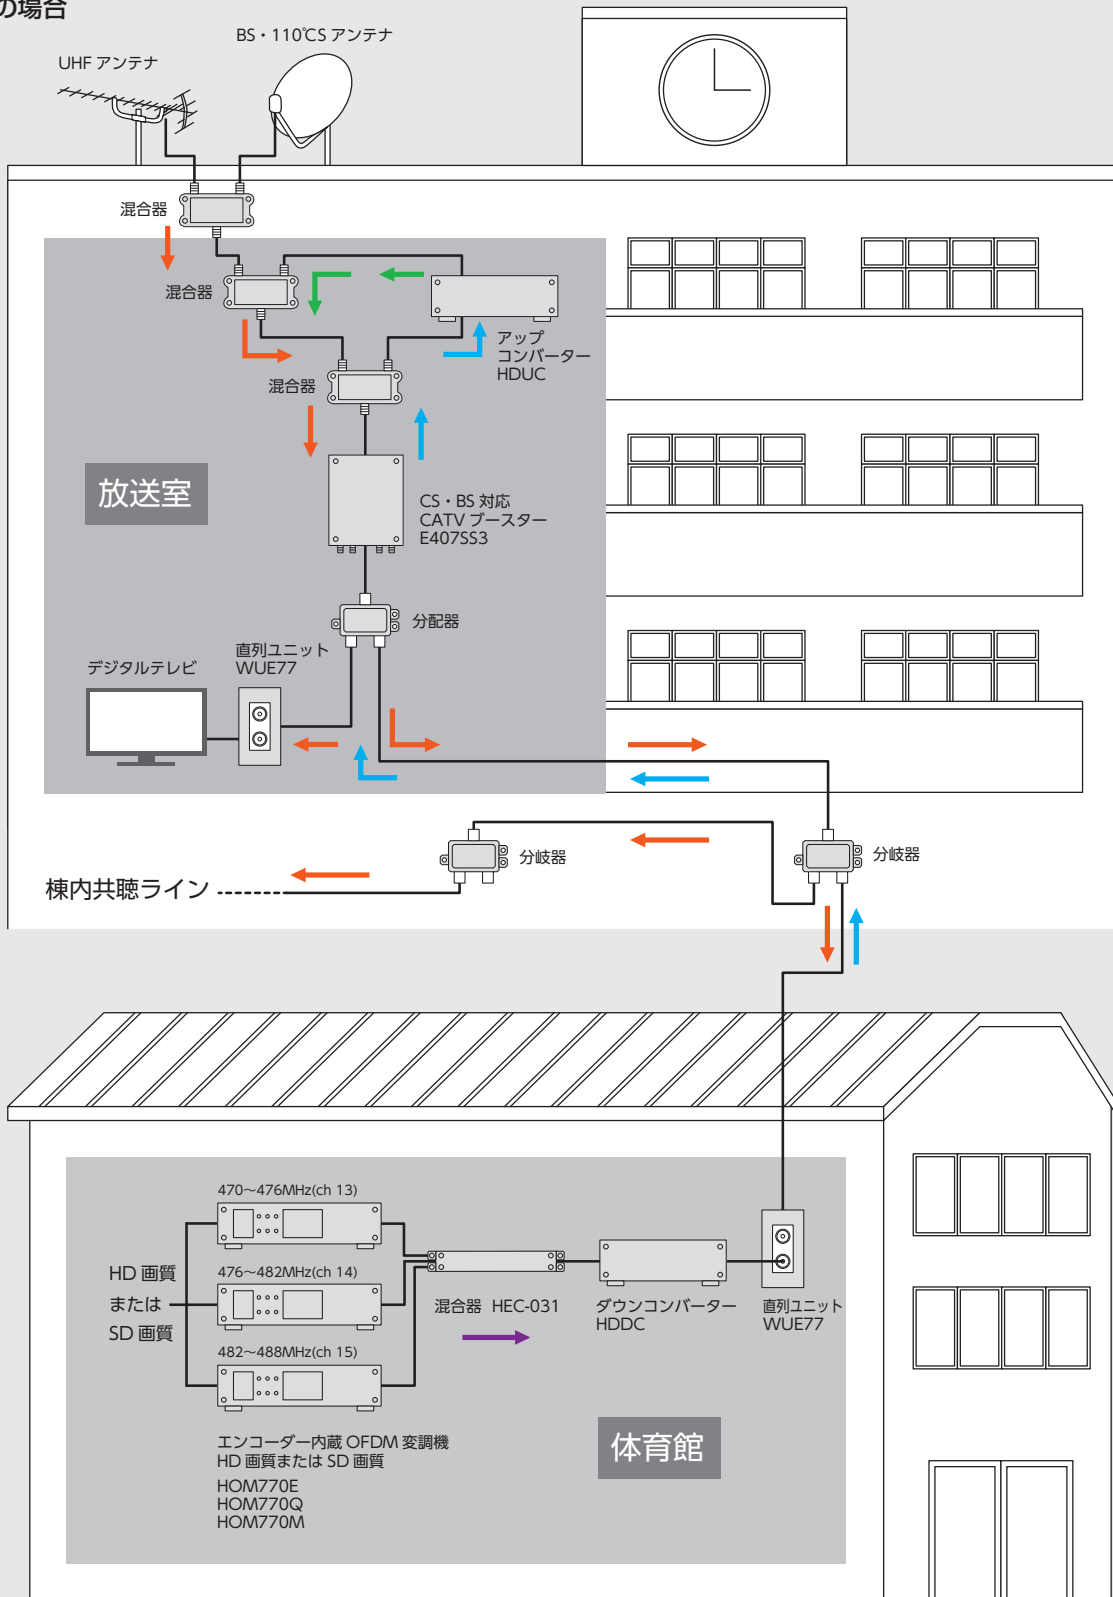 の場合
BS・110℃S アンテナ
UHF アンテナ
混合器
混合器
アップ
コンバーター
HDUC
混合器
放送室
CS・BS 対応
CATV ブースター
E407SS3
分配器
直列ユニット
WUE77
デジタルテレビ
分岐器
分岐器
棟内共聴ライン
470～476MHz(ch 13)
HD 画質
または
SD 画質
476～482MHz(ch 14)
混合器 HEC-031
ダウンコンバーター
HDDC
直列ユニット
WUE77
482～488MHz(ch 15)
エンコーダー内蔵 OFDM 変調機
HD 画質または SD 画質
HOM770E
HOM770Q
HOM770M
体育館